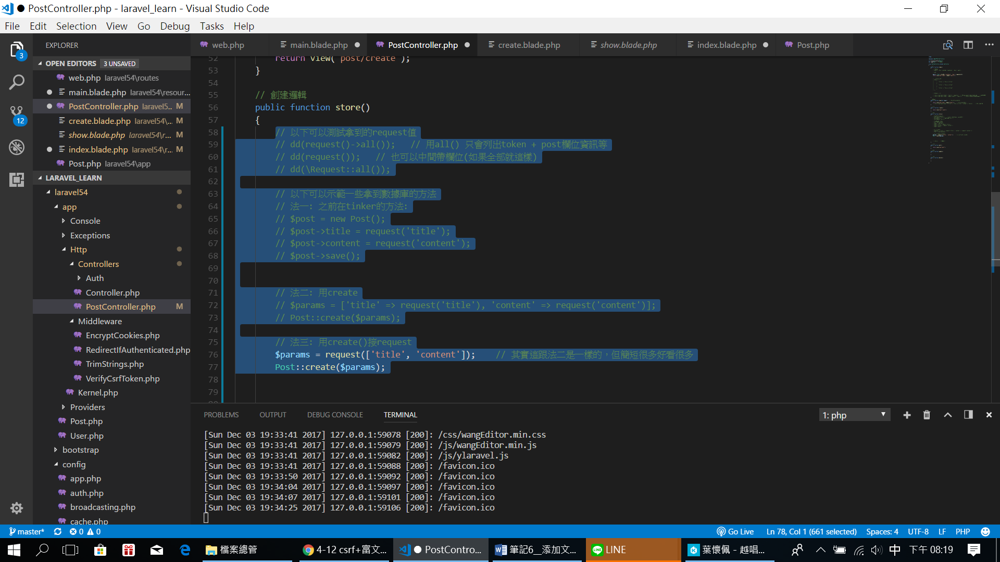 ● PostController.php - laravel_learn - Visual Studio Code
File Edit Selection View Go Debug Tasks Help
3
12
EXPLORER
OPEN EDITORS 3 UNSAVED
web.php laravel54\routes
main.blade.php laravel54\resour...
PostController.php laravel5... M
create.blade.php laravel54\... M
show.blade.php laravel54\r... M
index.blade.php laravel54\r... M
Post.php laravel54\app
LARAVEL_LEARN
laravel54
app
Console
Exceptions
Http
Controllers
Auth
Controller.php
PostController.php M
Middleware
EncryptCookies.php
RedirectIfAuthenticated.php
TrimStrings.php
VerifyCsrfToken.php
Kernel.php
Providers
Post.php
User.php
bootstrap
config
app.php
auth.php
broadcasting.php
cache.php
web.php main.blade.php ● PostController.php ● create.blade.php show.blade.php index.blade.php ● Post.php
52 return view('post/create');
53 }
54
55 // 創建邏輯
56 public function store()
57 {
58 // 以下可以測試拿到的request值
59 // dd(request()->all()); // 用all() 只會列出token + post欄位資訊等
60 // dd(request()); // 也可以中間帶欄位(如果全部就這樣)
61 // dd(\Request::all());
62
63 // 以下可以示範一些拿到數據庫的方法
64 // 法一: 之前在tinker的方法:
65 // $post = new Post();
66 // $post->title = request('title');
67 // $post->content = request('content');
68 // $post->save();
69
70
71 // 法二: 用create
72 // $params = ['title' => request('title'), 'content' => request('content')];
73 // Post::create($params);
74
75 // 法三: 用create()接request
76 $params = request(['title', 'content']); // 其實這跟法二是一樣的，但簡短很多好看很多
77 Post::create($params);
78
79
PROBLEMS OUTPUT DEBUG CONSOLE TERMINAL 1: php
[Sun Dec 03 19:33:41 2017] 127.0.0.1:59078 [200]: /css/wangEditor.min.css
[Sun Dec 03 19:33:41 2017] 127.0.0.1:59079 [200]: /js/wangEditor.min.js
[Sun Dec 03 19:33:41 2017] 127.0.0.1:59082 [200]: /js/ylaravel.js
[Sun Dec 03 19:33:41 2017] 127.0.0.1:59088 [200]: /favicon.ico
[Sun Dec 03 19:33:50 2017] 127.0.0.1:59092 [200]: /favicon.ico
[Sun Dec 03 19:34:04 2017] 127.0.0.1:59097 [200]: /favicon.ico
[Sun Dec 03 19:34:07 2017] 127.0.0.1:59101 [200]: /favicon.ico
[Sun Dec 03 19:34:25 2017] 127.0.0.1:59106 [200]: /favicon.ico
master* 0 0 Go Live Ln 78, Col 1 (661 selected) Spaces: 4 UTF-8 LF PHP
檔案總管 4-12 csrf+富文... ● PostContro... 筆記6__添加文... LINE 葉懷佩 - 越唱... 中 下午 08:19